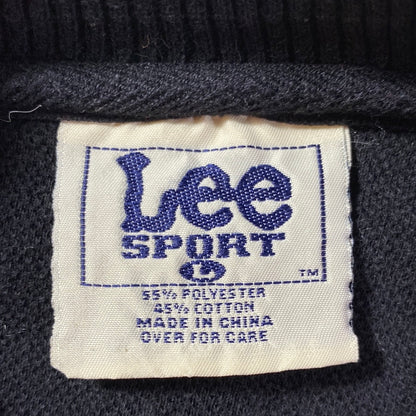 Lee
SPORT
L
TM
55% POLYESTER
45% COTTON
MADE IN CHINA
OVER FOR CARE